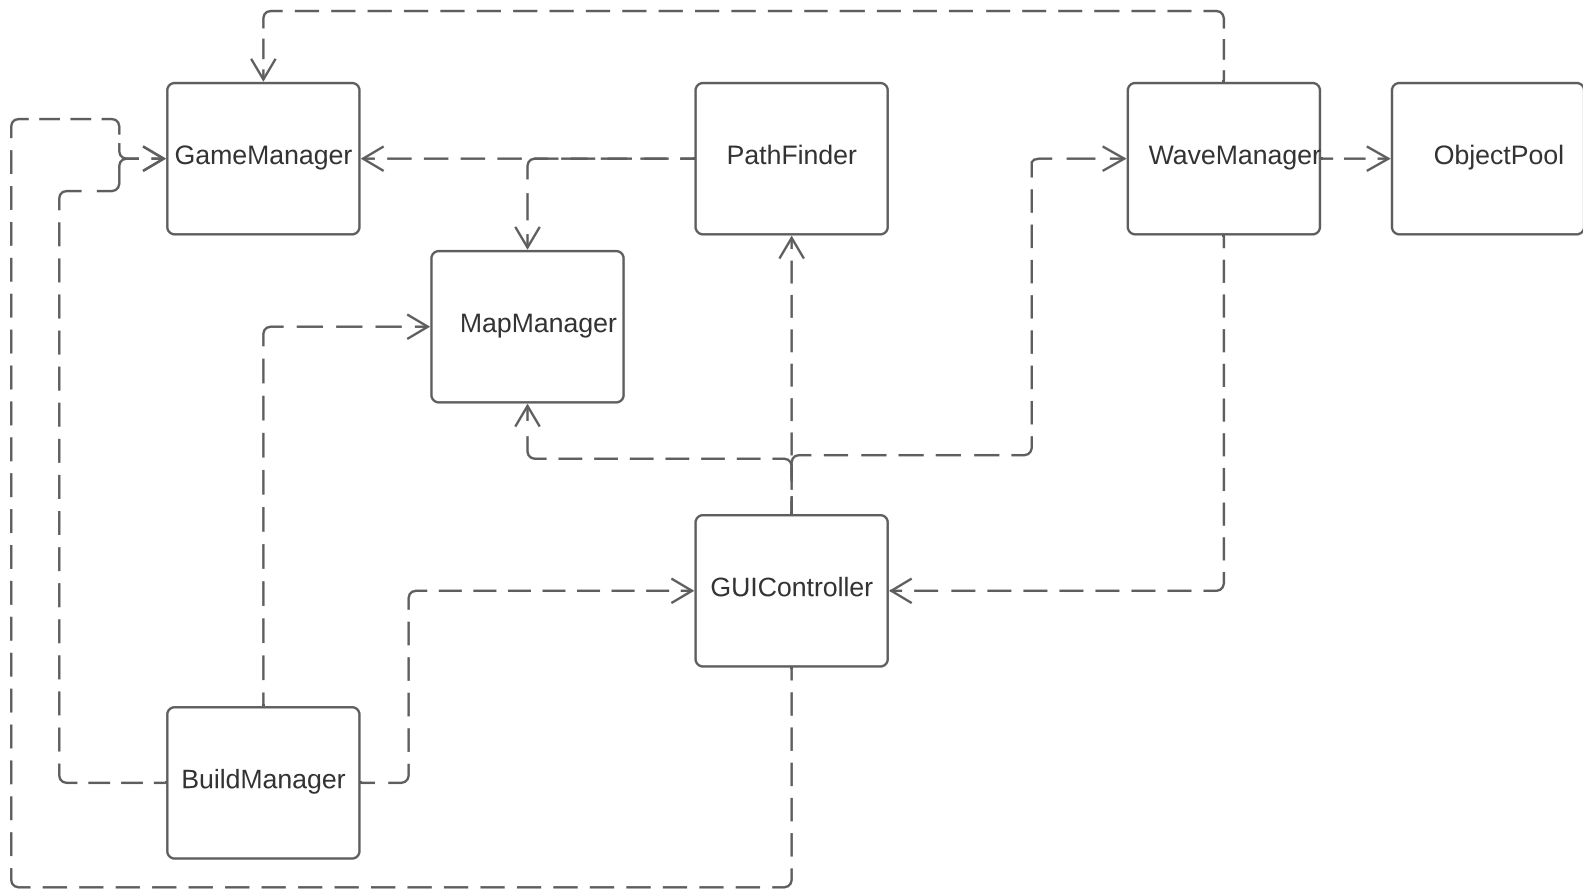 GameManager
PathFinder
WaveManager
ObjectPool
MapManager
GUIController
BuildManager